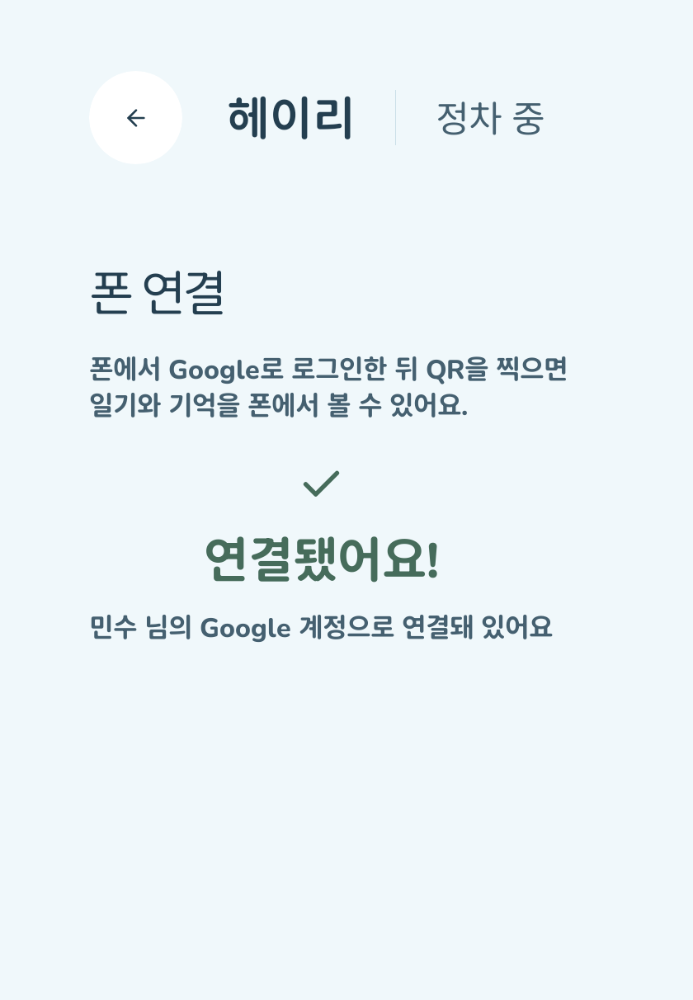 헤이리
정차 중
폰 연결
폰에서 Google로 로그인한 뒤 QR을 찍으면
일기와 기억을 폰에서 볼 수 있어요.
연결됐어요!
민수 님의 Google 계정으로 연결돼 있어요